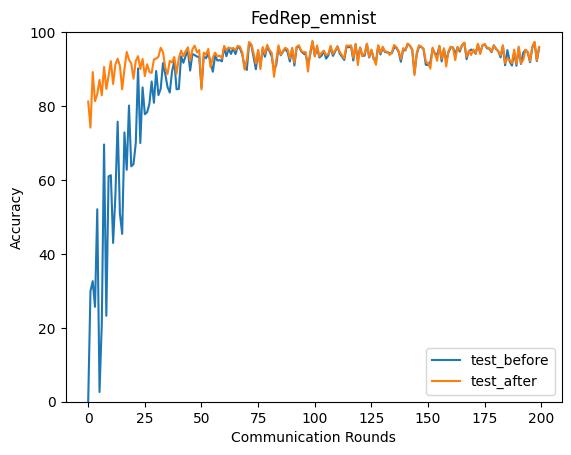 FedRep_emnist
Accuracy
100
80
60
40
20
0
test_before
test_after
0 25 50 75 100 125 150 175 200
Communication Rounds